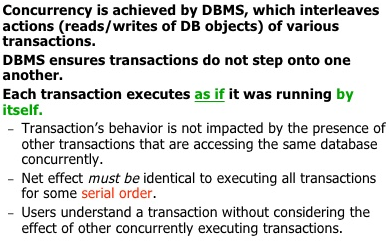 Concurrency is achieved by DBMS, which interleaves
actions (reads/writes of DB objects) of various
transactions.
DBMS ensures transactions do not step onto one
another.
Each transaction executes as if it was running by
itself.
– Transaction's behavior is not impacted by the presence of
other transactions that are accessing the same database
concurrently.
– Net effect must be identical to executing all transactions
for some serial order.
– Users understand a transaction without considering the
effect of other concurrently executing transactions.